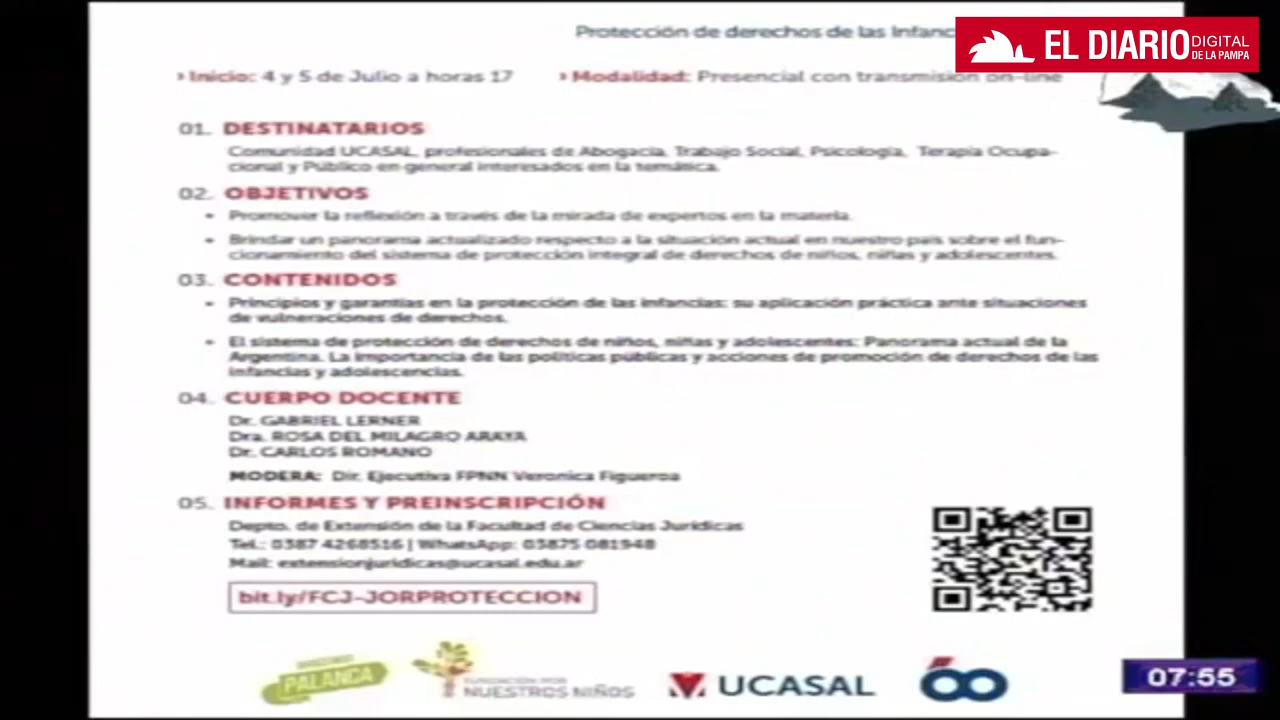 Protección de derechos de las Infanc
EL DIARIO DIGITAL DE LA PAMPA
› Inicio: 4 y 5 de Julio a horas 17 › Modalidad: Presencial con transmisión on-line
01. DESTINATARIOS
Comunidad UCASAL, profesionales de Abogacía, Trabajo Social, Psicología, Terapia Ocupa-
cional y Público en general interesados en la temática.
02. OBJETIVOS
• Promover la reflexión a través de la mirada de expertos en la materia.
• Brindar un panorama actualizado respecto a la situación actual en nuestro país sobre el fun-
cionamiento del sistema de protección integral de derechos de niños, niñas y adolescentes.
03. CONTENIDOS
• Principios y garantías en la protección de las infancias: su aplicación práctica ante situaciones
de vulneraciones de derechos.
• El sistema de protección de derechos de niños, niñas y adolescentes: Panorama actual de la
Argentina. La importancia de las políticas públicas y acciones de promoción de derechos de las
infancias y adolescencias.
04. CUERPO DOCENTE
Dr. GABRIEL LERNER
Dra. ROSA DEL MILAGRO ARAYA
Dr. CARLOS ROMANO
MODERA: Dir. Ejecutiva FPNN Veronica Figueroa
05. INFORMES Y PREINSCRIPCIÓN
Depto. de Extensión de la Facultad de Ciencias Jurídicas
Tel.: 0387 4268516 | WhatsApp: 03875 081948
Mail: extensionjuridicas@ucasal.edu.ar
bit.ly/FCJ-JORPROTECCION
PALANCA
FUNDACIÓN POR
NUESTROS NIÑOS
UCASAL
60
07:55